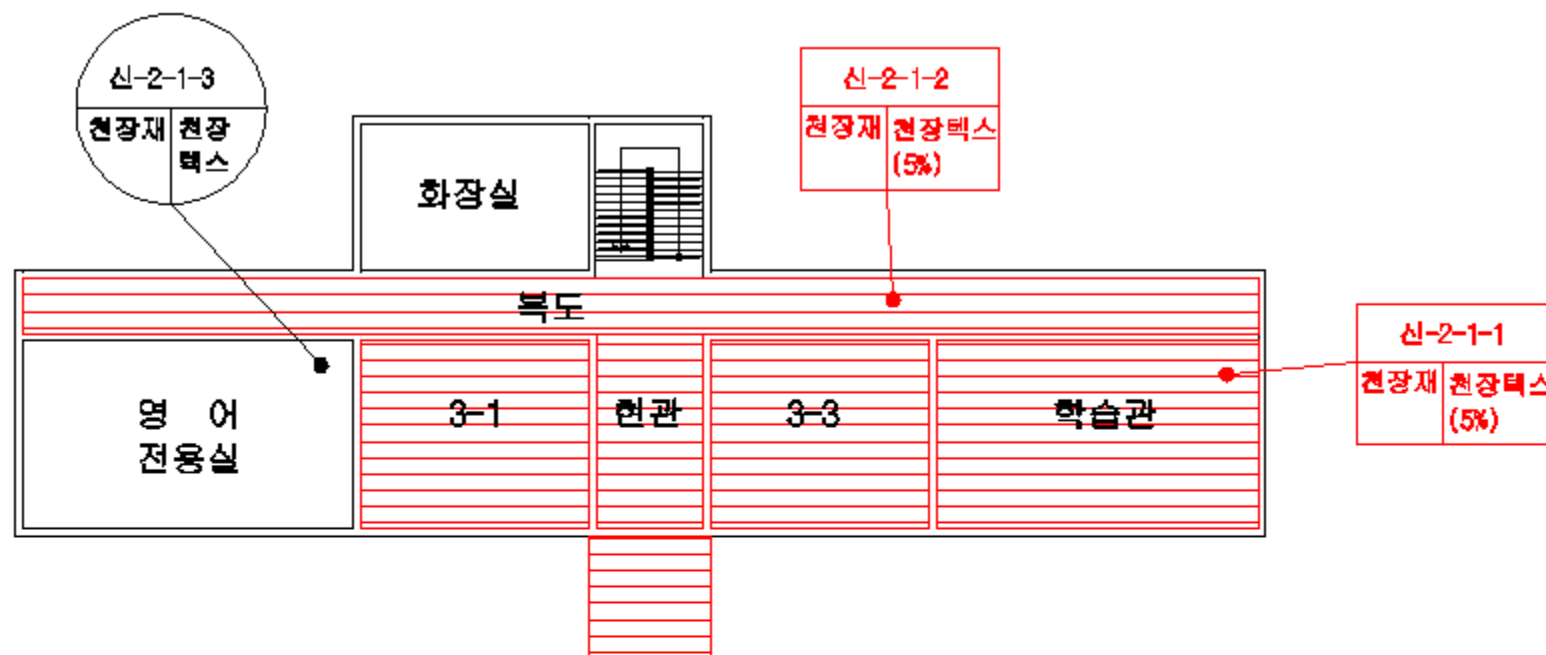 신-2-1-3
천장재 천장
텍스
신-2-1-2
천장재 천장텍스
(5%)
화장실
복도
신-2-1-1
천장재 천장텍스
(5%)
영 어
전용실
3-1
현관
3-3
학습관